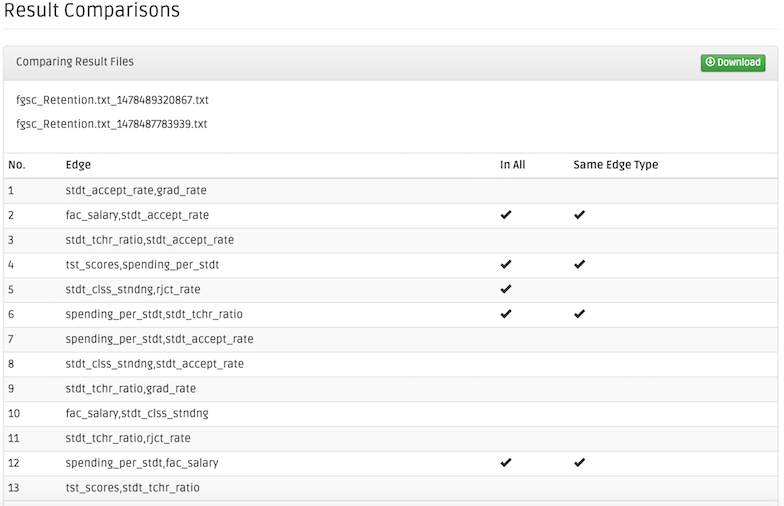 Result Comparisons
Comparing Result Files
Download
fgsc_Retention.txt_1478489320867.txt
fgsc_Retention.txt_1478487783939.txt
No. Edge In All Same Edge Type
1 stdt_accept_rate,grad_rate
2 fac_salary,stdt_accept_rate ✔ ✔
3 stdt_tchr_ratio,stdt_accept_rate
4 tst_scores,spending_per_stdt ✔ ✔
5 stdt_clss_stndng,rjct_rate ✔
6 spending_per_stdt,stdt_tchr_ratio ✔ ✔
7 spending_per_stdt,stdt_accept_rate
8 stdt_clss_stndng,stdt_accept_rate
9 stdt_tchr_ratio,grad_rate
10 fac_salary,stdt_clss_stndng
11 stdt_tchr_ratio,rjct_rate
12 spending_per_stdt,fac_salary ✔ ✔
13 tst_scores,stdt_tchr_ratio